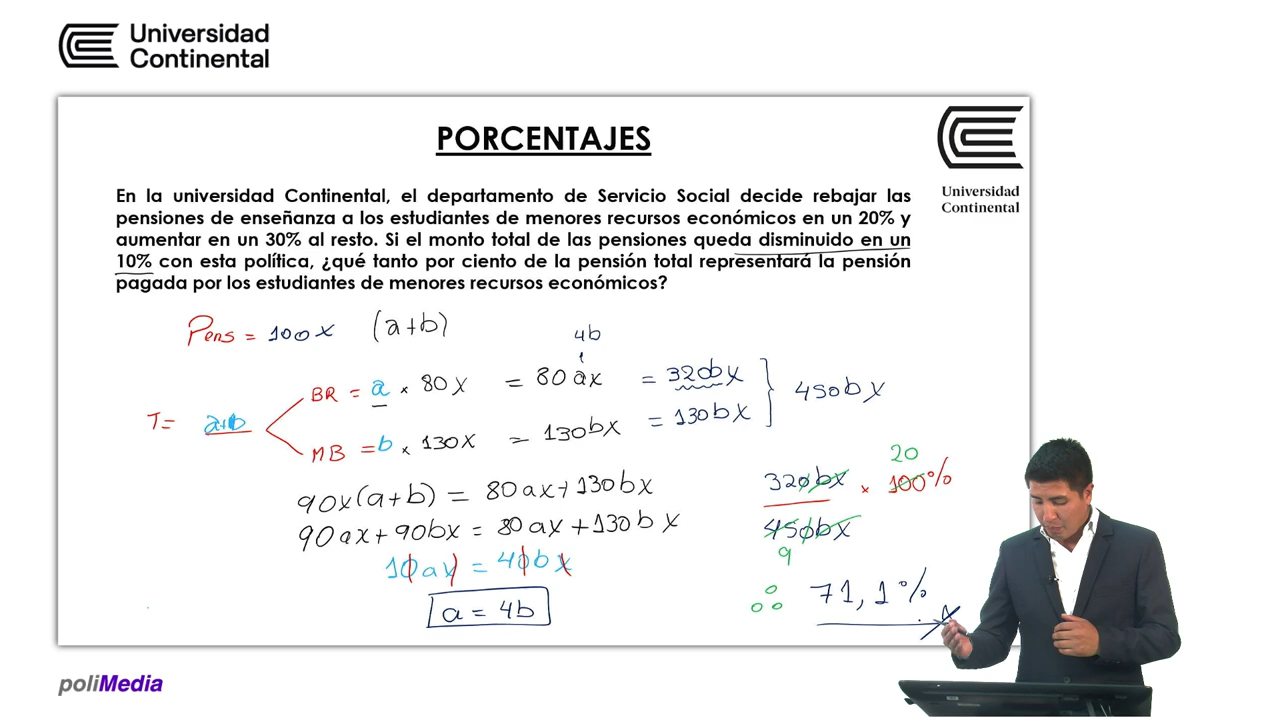 Universidad
Continental
PORCENTAJES
Universidad
Continental
En la universidad Continental, el departamento de Servicio Social decide rebajar las
pensiones de enseñanza a los estudiantes de menores recursos económicos en un 20% y
aumentar en un 30% al resto. Si el monto total de las pensiones queda disminuido en un
10% con esta política, ¿qué tanto por ciento de la pensión total representará la pensión
pagada por los estudiantes de menores recursos económicos?
Pens = 100x (a+b)
4b
BR = a × 80x = 80ax = 320bx
450bx
T = a+b
MB = b × 130x = 130bx = 130bx
90x(a+b) = 80ax+130bx
90ax+90bx = 80ax+130bx
10ax = 40bx
a = 4b
20
320bx × 100%
450bx
9
∴ 71,1%
poliMedia